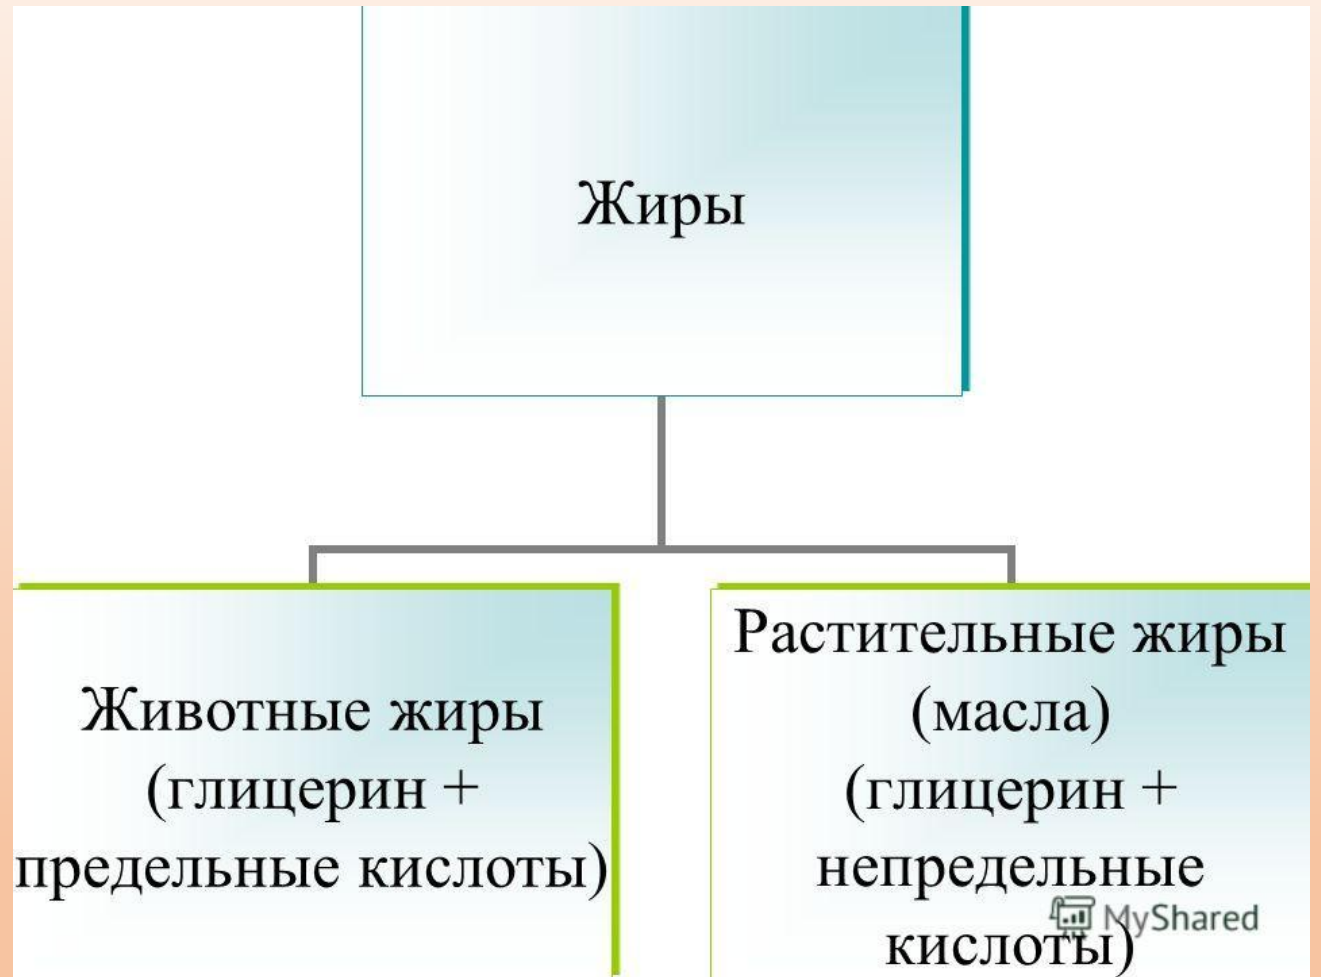 Жиры
Животные жиры
(глицерин +
предельные кислоты)
Растительные жиры
(масла)
(глицерин +
непредельные
кислоты)
MyShared